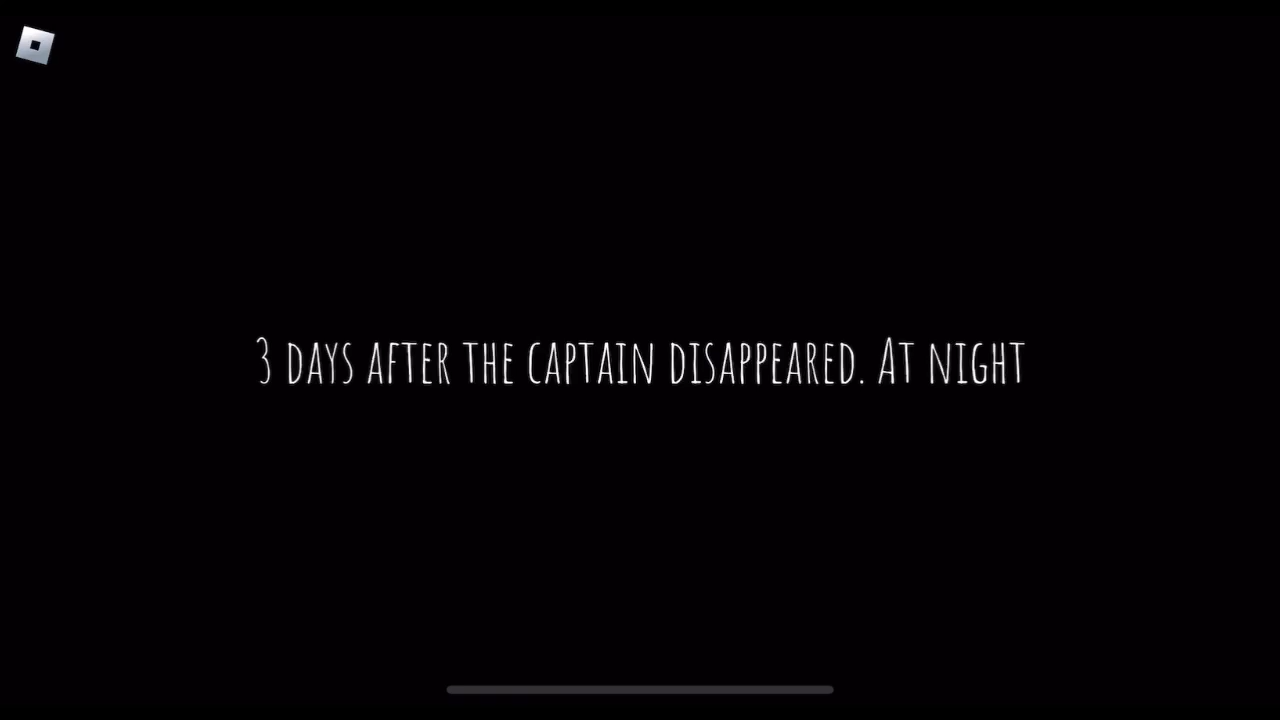 3 DAYS AFTER THE CAPTAIN DISAPPEARED. AT NIGHT